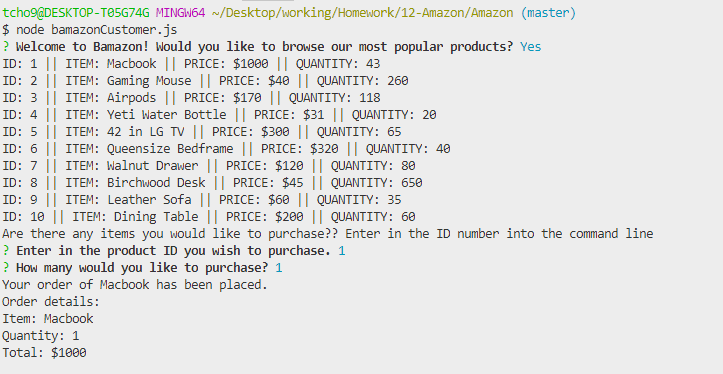 tcho9@DESKTOP-T05G74G MINGW64 ~/Desktop/working/Homework/12-Amazon/Amazon (master)
$ node bamazonCustomer.js
? Welcome to Bamazon! Would you like to browse our most popular products? Yes
ID: 1 || ITEM: Macbook || PRICE: $1000 || QUANTITY: 43
ID: 2 || ITEM: Gaming Mouse || PRICE: $40 || QUANTITY: 260
ID: 3 || ITEM: Airpods || PRICE: $170 || QUANTITY: 118
ID: 4 || ITEM: Yeti Water Bottle || PRICE: $31 || QUANTITY: 20
ID: 5 || ITEM: 42 in LG TV || PRICE: $300 || QUANTITY: 65
ID: 6 || ITEM: Queensize Bedframe || PRICE: $320 || QUANTITY: 40
ID: 7 || ITEM: Walnut Drawer || PRICE: $120 || QUANTITY: 80
ID: 8 || ITEM: Birchwood Desk || PRICE: $45 || QUANTITY: 650
ID: 9 || ITEM: Leather Sofa || PRICE: $60 || QUANTITY: 35
ID: 10 || ITEM: Dining Table || PRICE: $200 || QUANTITY: 60
Are there any items you would like to purchase?? Enter in the ID number into the command line
? Enter in the product ID you wish to purchase. 1
? How many would you like to purchase? 1
Your order of Macbook has been placed.
Order details:
Item: Macbook
Quantity: 1
Total: $1000